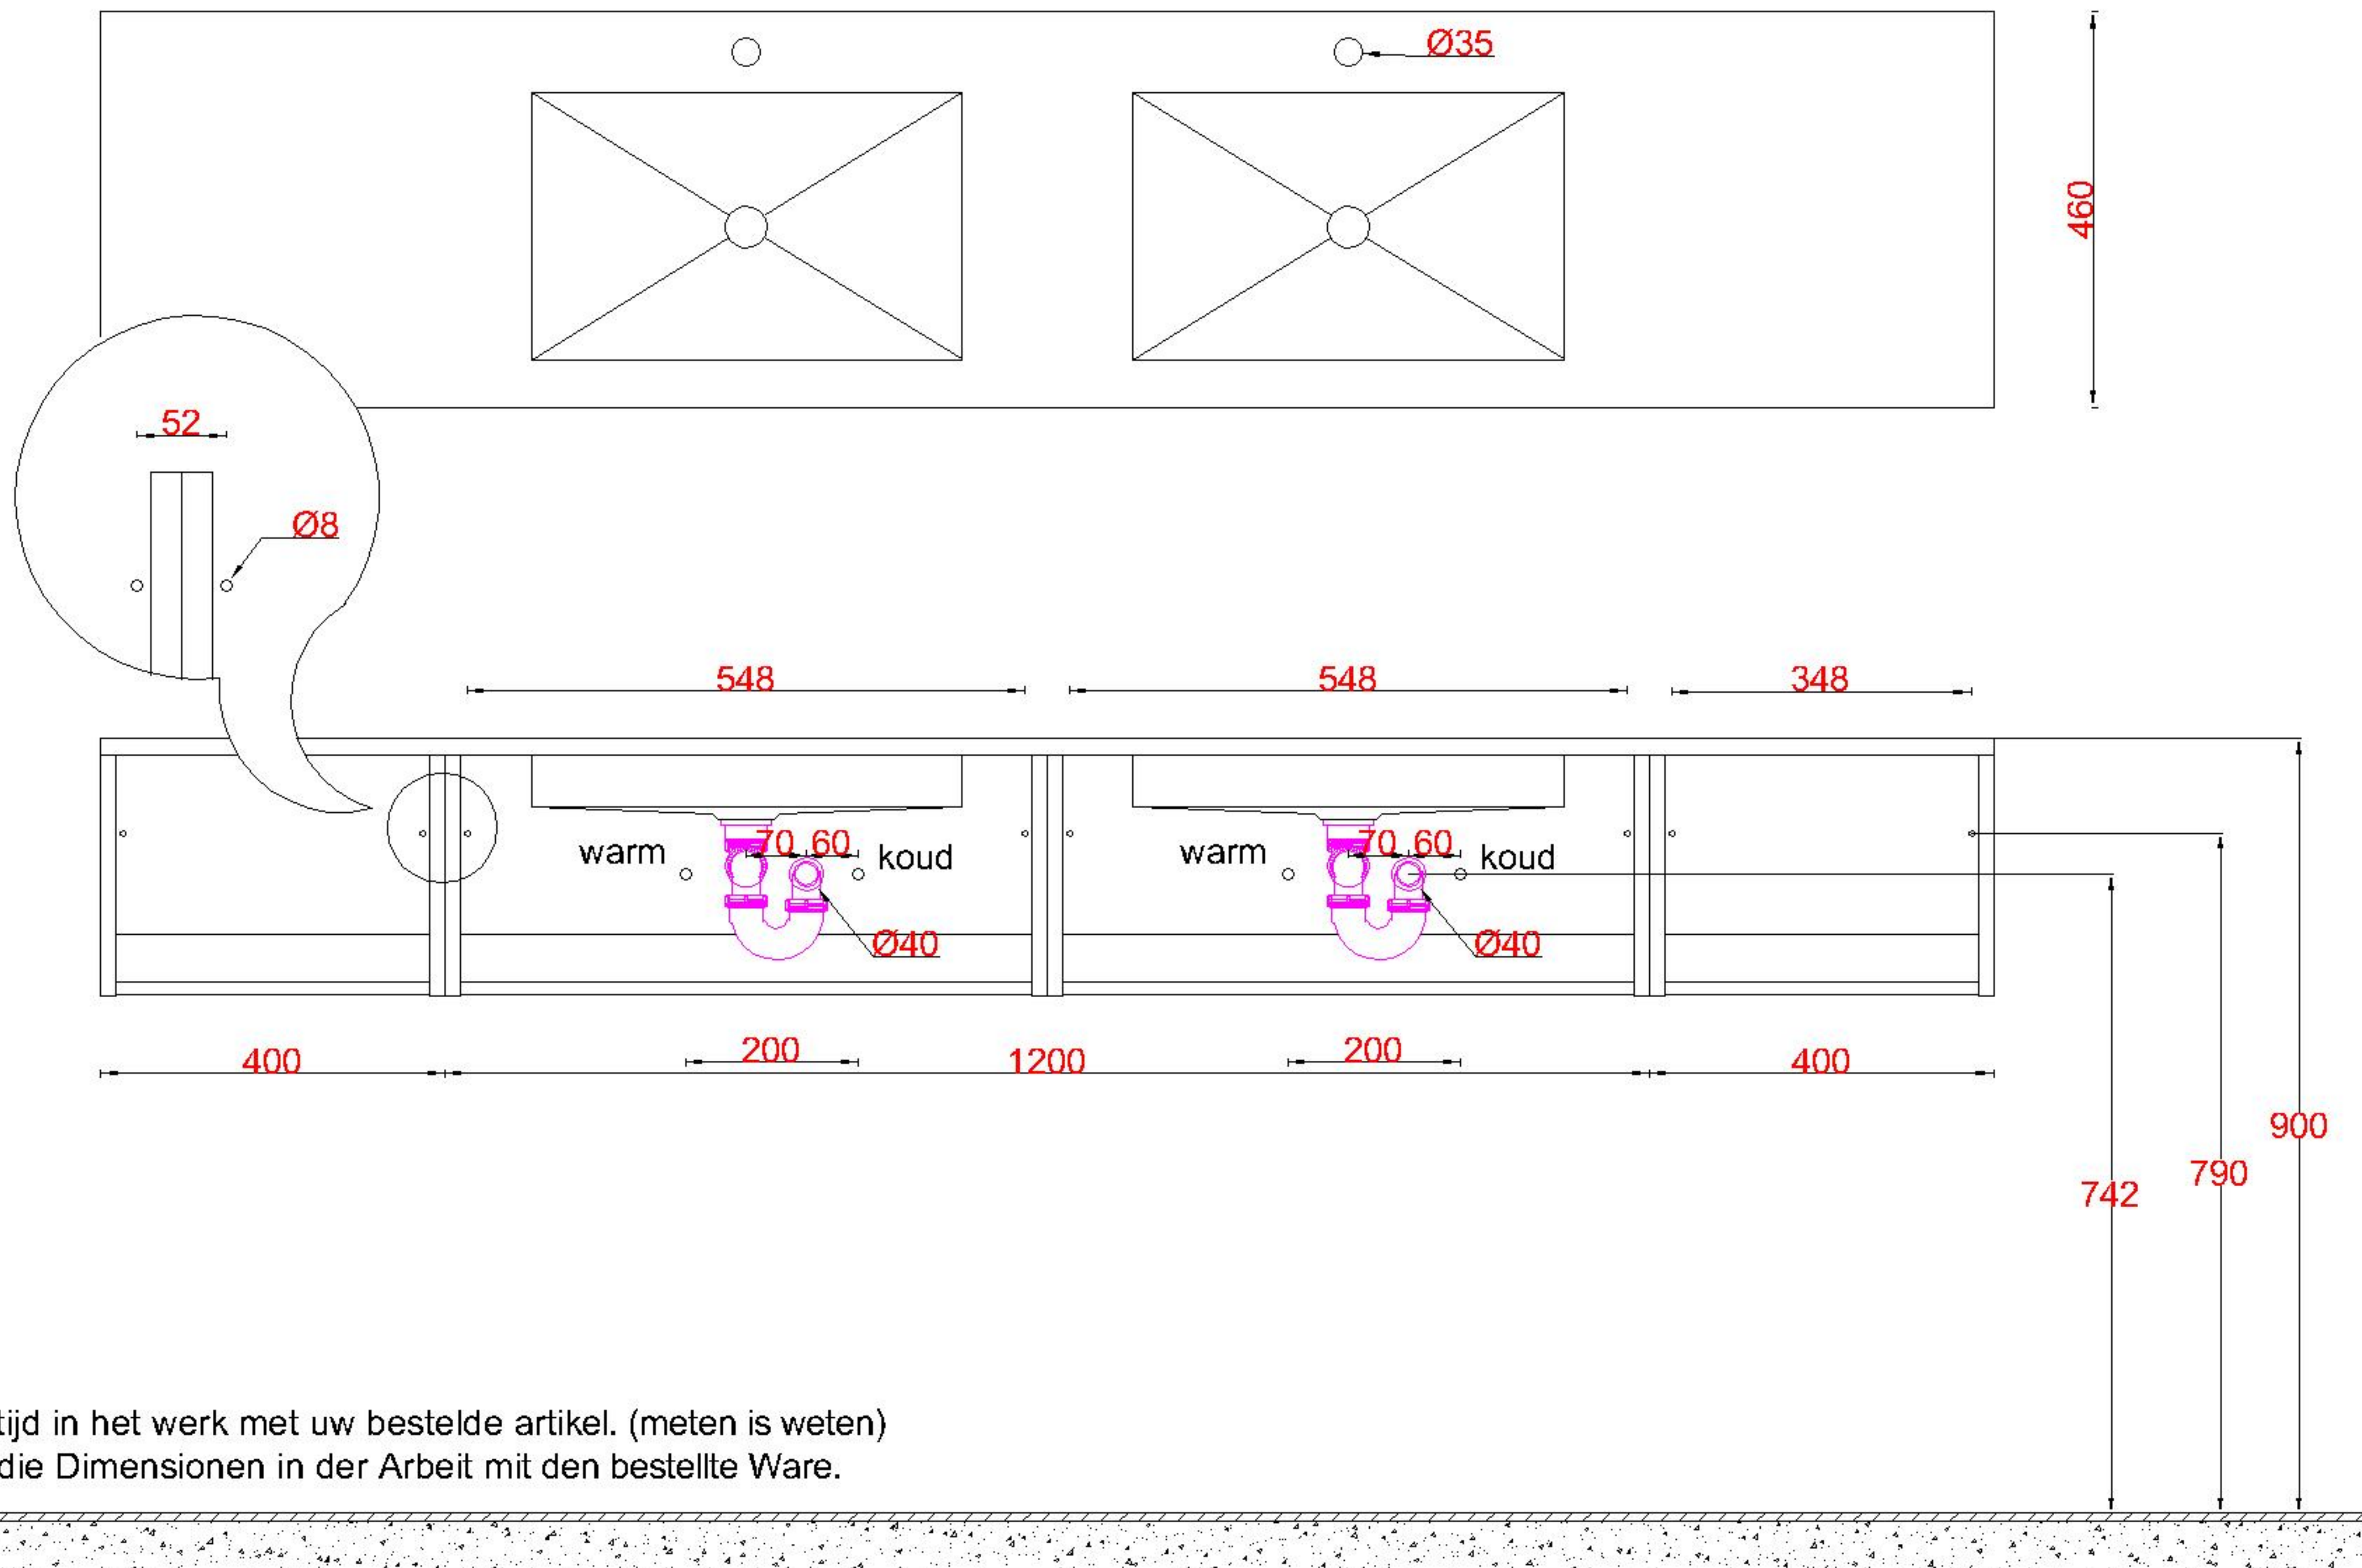 Ø35
460
52
Ø8
548
548
348
70
60
warm
koud
70
60
warm
koud
Ø40
Ø40
400
200
1200
200
400
900
790
742
tijd in het werk met uw bestelde artikel. (meten is weten)
die Dimensionen in der Arbeit mit den bestellte Ware.